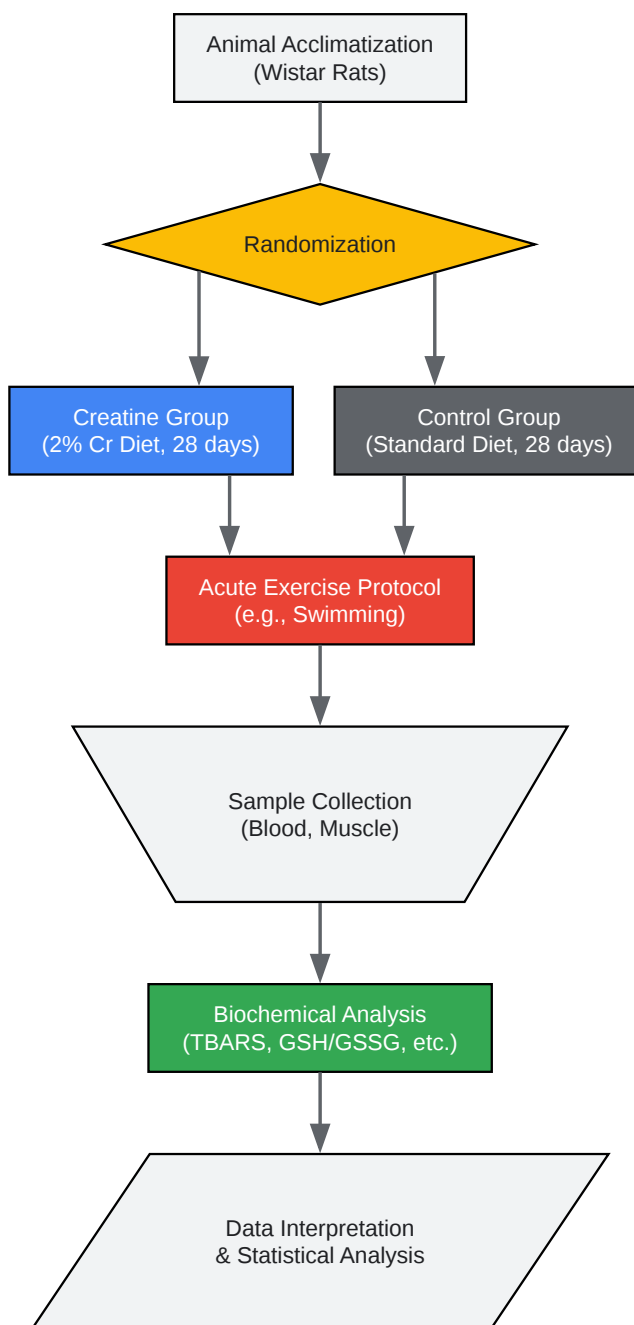 Animal Acclimatization
(Wistar Rats)
Randomization
Creatine Group
(2% Cr Diet, 28 days)
Control Group
(Standard Diet, 28 days)
Acute Exercise Protocol
(e.g., Swimming)
Sample Collection
(Blood, Muscle)
Biochemical Analysis
(TBARS, GSH/GSSG, etc.)
Data Interpretation
& Statistical Analysis